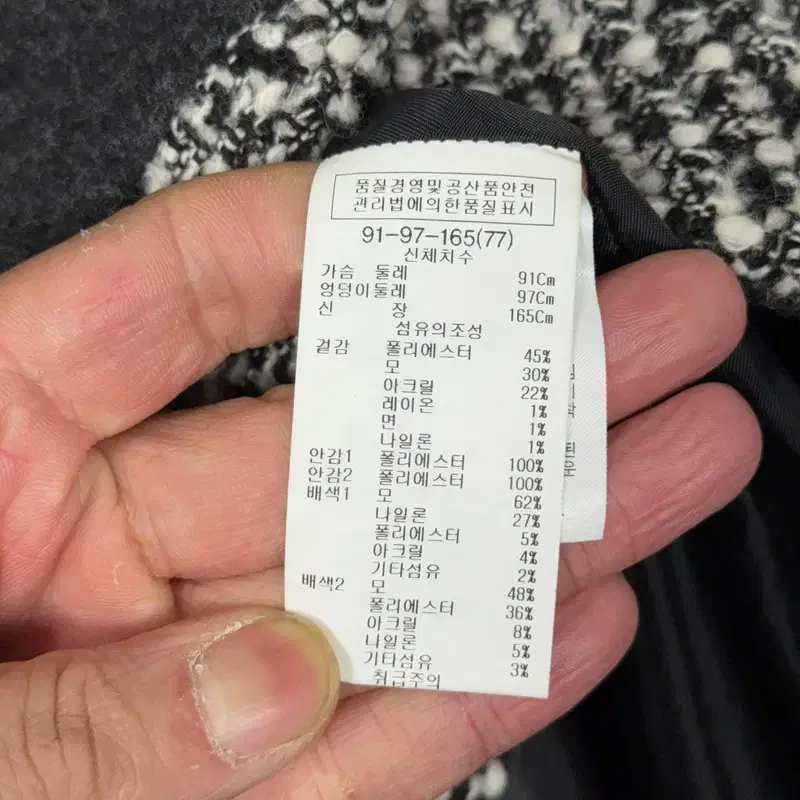 품질경영및공산품안전
관리법에의한품질표시
91-97-165(77)
신체치수
가슴 둘레 91Cm
엉덩이둘레 97Cm
신 장 165Cm
섬유의조성
겉감 폴리에스터 45%
모 30%
아크릴 22%
레이온 1%
면 1%
나일론 1%
안감1 폴리에스터 100%
안감2 폴리에스터 100%
배색1 모 62%
나일론 27%
폴리에스터 5%
아크릴 4%
기타섬유 2%
배색2 모 48%
폴리에스터 36%
아크릴 8%
나일론 5%
기타섬유 3%
취급주의